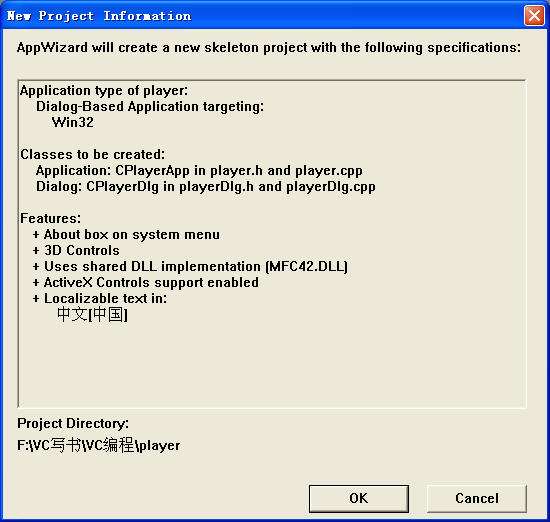 New Project Information
AppWizard will create a new skeleton project with the following specifications:
Application type of player:
Dialog-Based Application targeting:
Win32
Classes to be created:
Application: CPlayerApp in player.h and player.cpp
Dialog: CPlayerDlg in playerDlg.h and playerDlg.cpp
Features:
+ About box on system menu
+ 3D Controls
+ Uses shared DLL implementation (MFC42.DLL)
+ ActiveX Controls support enabled
+ Localizable text in:
中文[中国]
Project Directory:
F:\VC写书\VC编程\player
OK Cancel